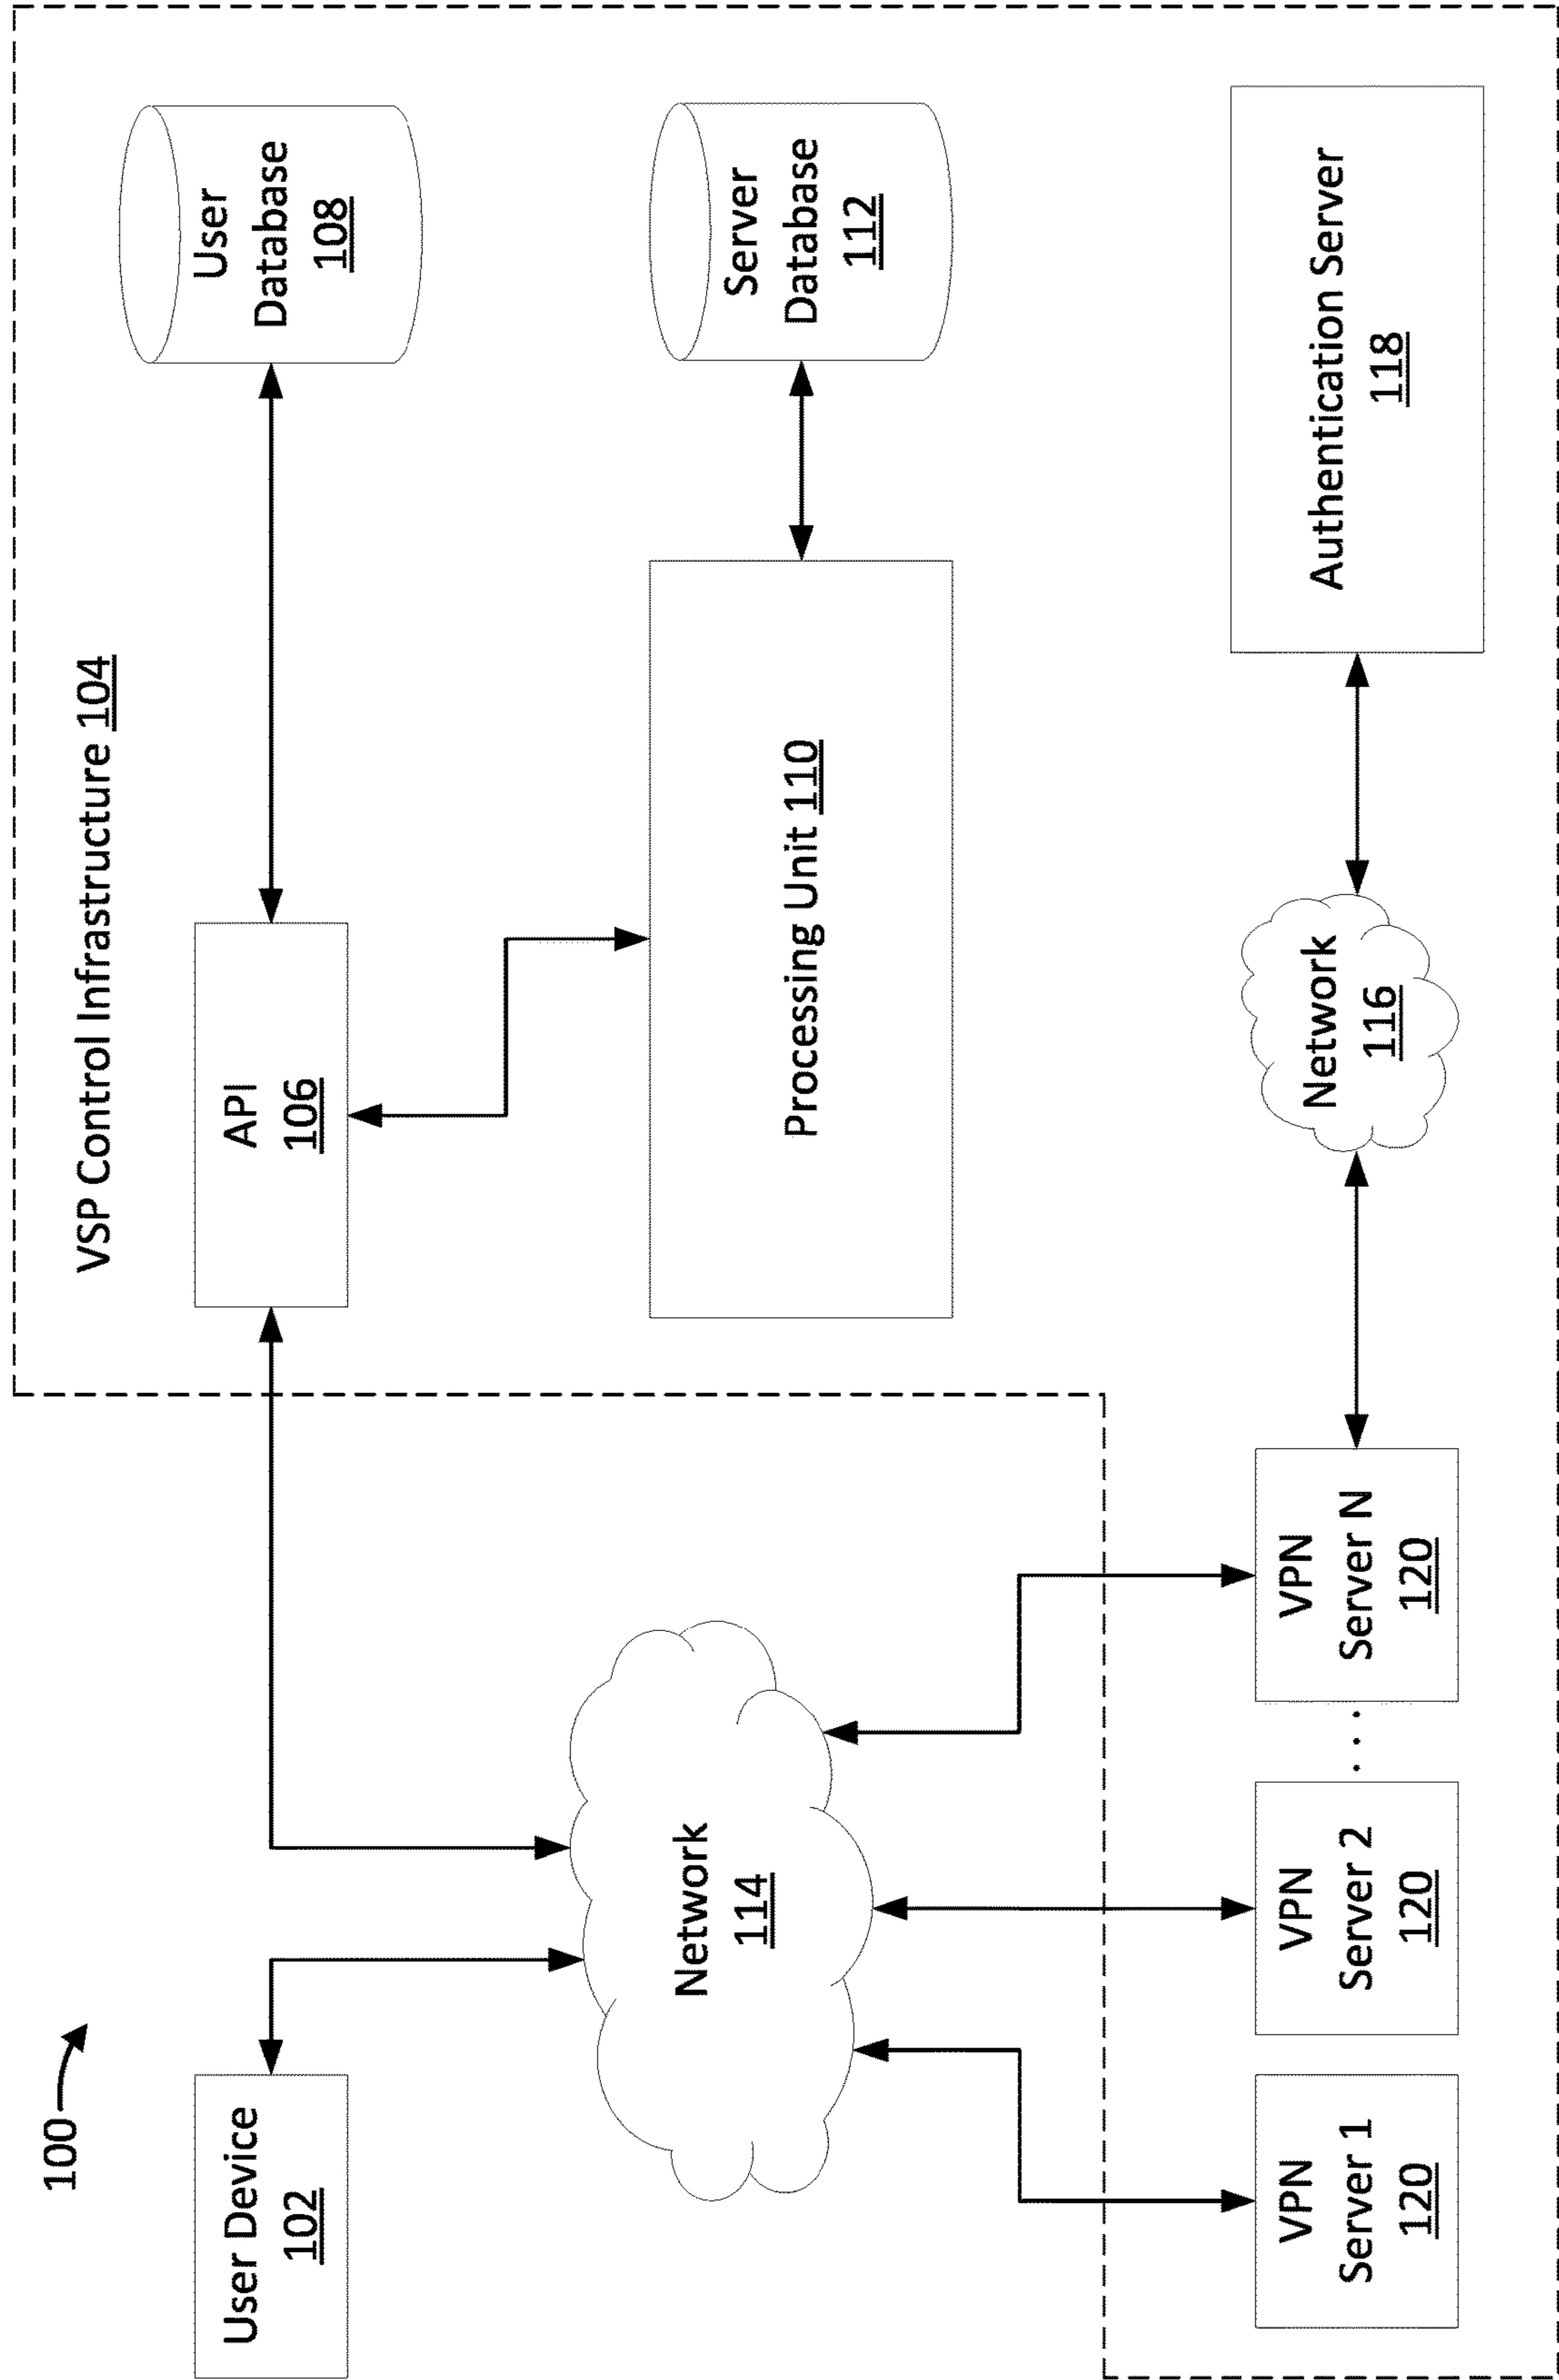 100
VSP Control Infrastructure 104
User Device
102
API
106
User
Database
108
Network
114
Processing Unit 110
Server
Database
112
VPN
Server 1
120
VPN
Server 2
120
. . .
VPN
Server N
120
Network
116
Authentication Server
118